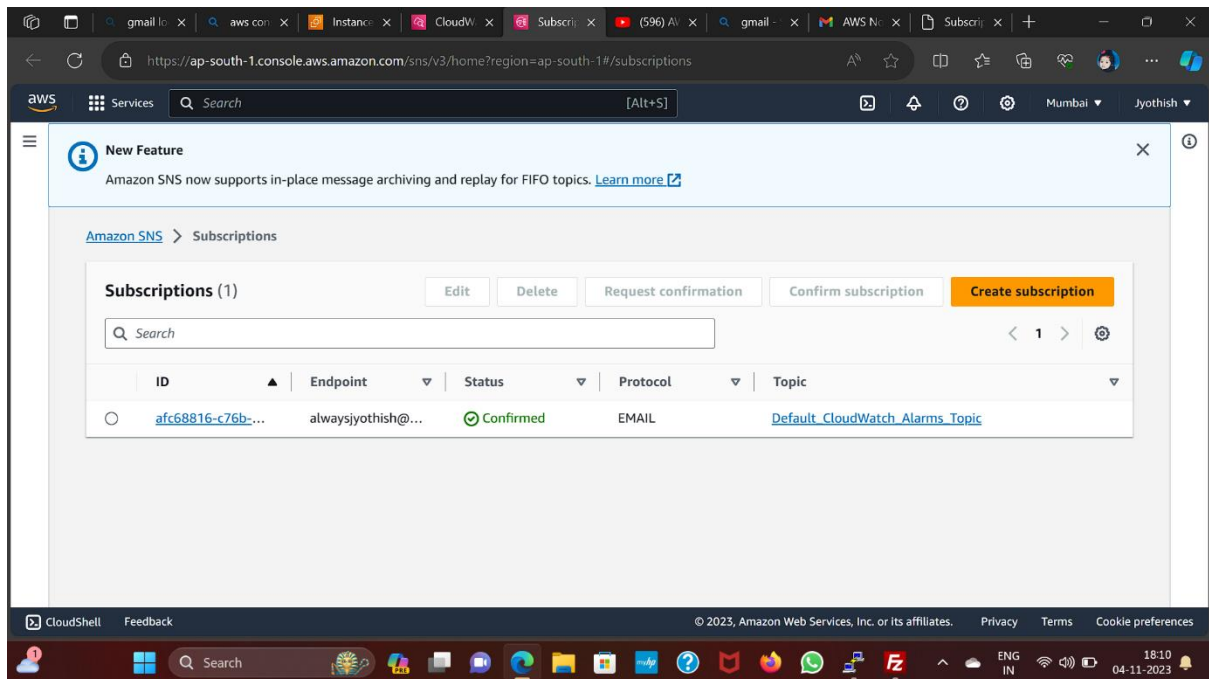 gmail lo
aws con
Instance
CloudW
Subscrip
(596) AV
gmail -
AWS No
Subscrip
https://ap-south-1.console.aws.amazon.com/sns/v3/home?region=ap-south-1#/subscriptions
aws
Services
Search
[Alt+S]
Mumbai
Jyothish
New Feature
Amazon SNS now supports in-place message archiving and replay for FIFO topics. Learn more
Amazon SNS > Subscriptions
Subscriptions (1)
Edit
Delete
Request confirmation
Confirm subscription
Create subscription
Search
1
ID
Endpoint
Status
Protocol
Topic
afc68816-c76b-...
alwaysjyothish@...
Confirmed
EMAIL
Default_CloudWatch_Alarms_Topic
CloudShell
Feedback
© 2023, Amazon Web Services, Inc. or its affiliates.
Privacy
Terms
Cookie preferences
1
Search
PRE
ENG
IN
18:10
04-11-2023